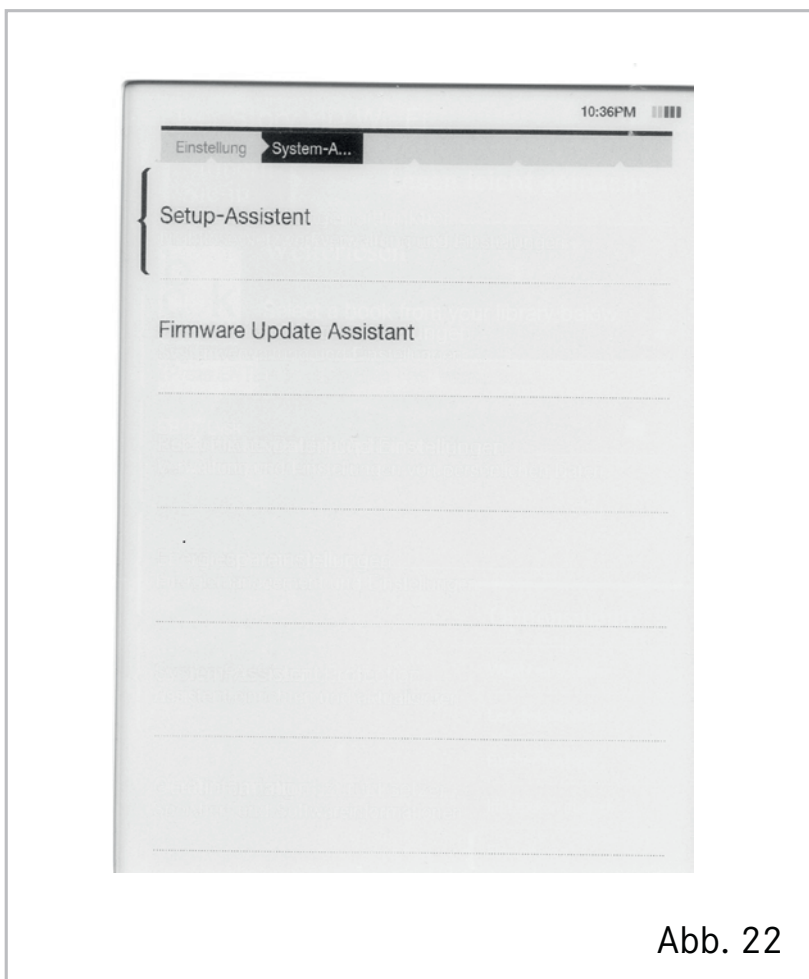 10:36PM
Einstellung System-A...
Setup-Assistent
Firmware Update Assistant
Abb. 22